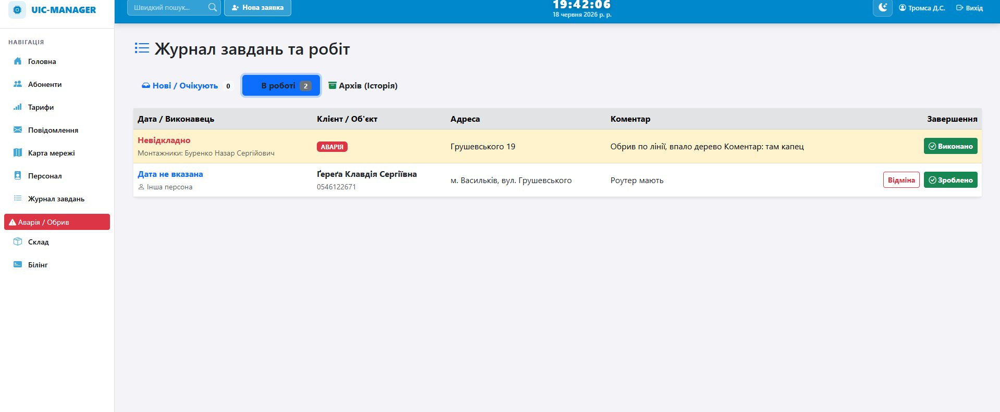 UIC-MANAGER
Швидкий пошук...
Нова заявка
19:42:06
18 червня 2026 р. р.
Тромса Д.С.
Вихід
НАВІГАЦІЯ
Головна
Абоненти
Тарифи
Повідомлення
Карта мережі
Персонал
Журнал завдань
Аварія / Обрив
Склад
Білінг
Журнал завдань та робіт
Нові / Очікують 0
В роботі 2
Архів (Історія)
Дата / Виконавець Клієнт / Об'єкт Адреса Коментар Завершення
Невідкладно
Монтажники: Буренко Назар Сергійович
АВАРІЯ
Грушевського 19
Обрив по лінії, впало дерево Коментар: там капец
Виконано
Дата не вказана
Інша персона
Ґереґа Клавдія Сергіївна
0546122671
м. Васильків, вул. Грушевського
Роутер мають
Відміна
Зроблено